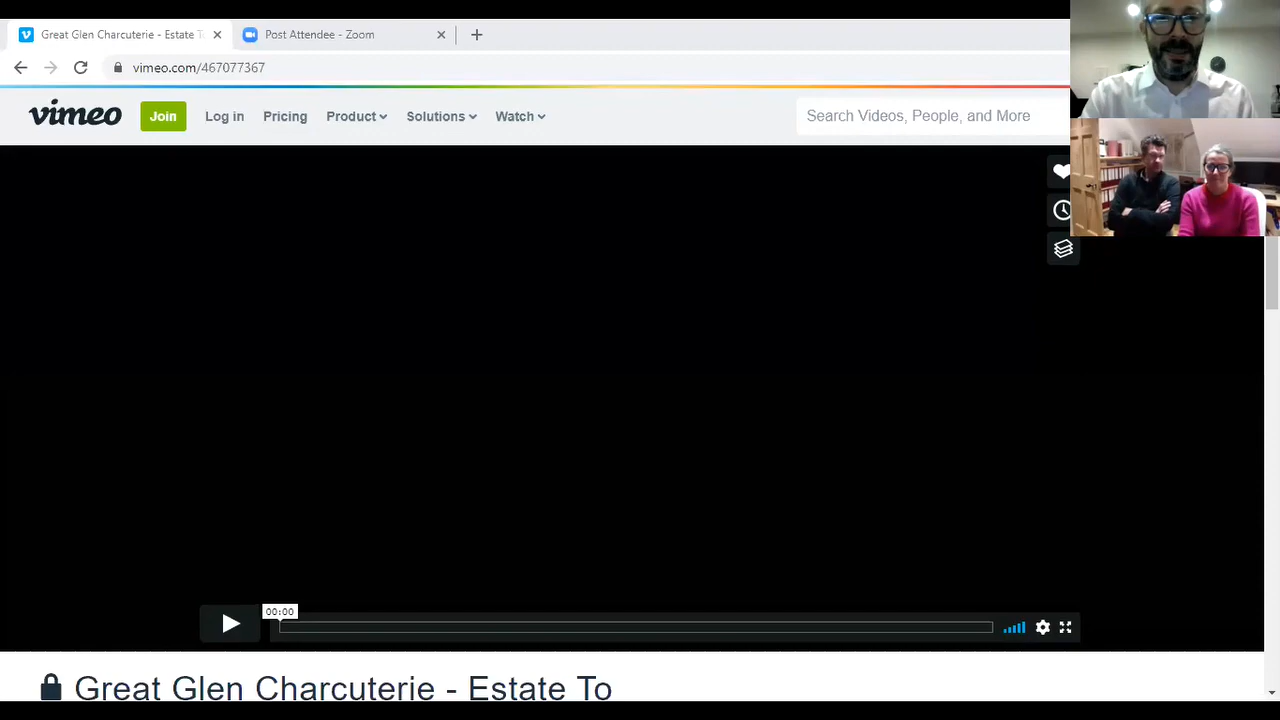 Great Glen Charcuterie - Estate To
Post Attendee - Zoom
vimeo.com/467077367
vimeo
Join
Log in
Pricing
Product
Solutions
Watch
Search Videos, People, and More
00:00
Great Glen Charcuterie - Estate To